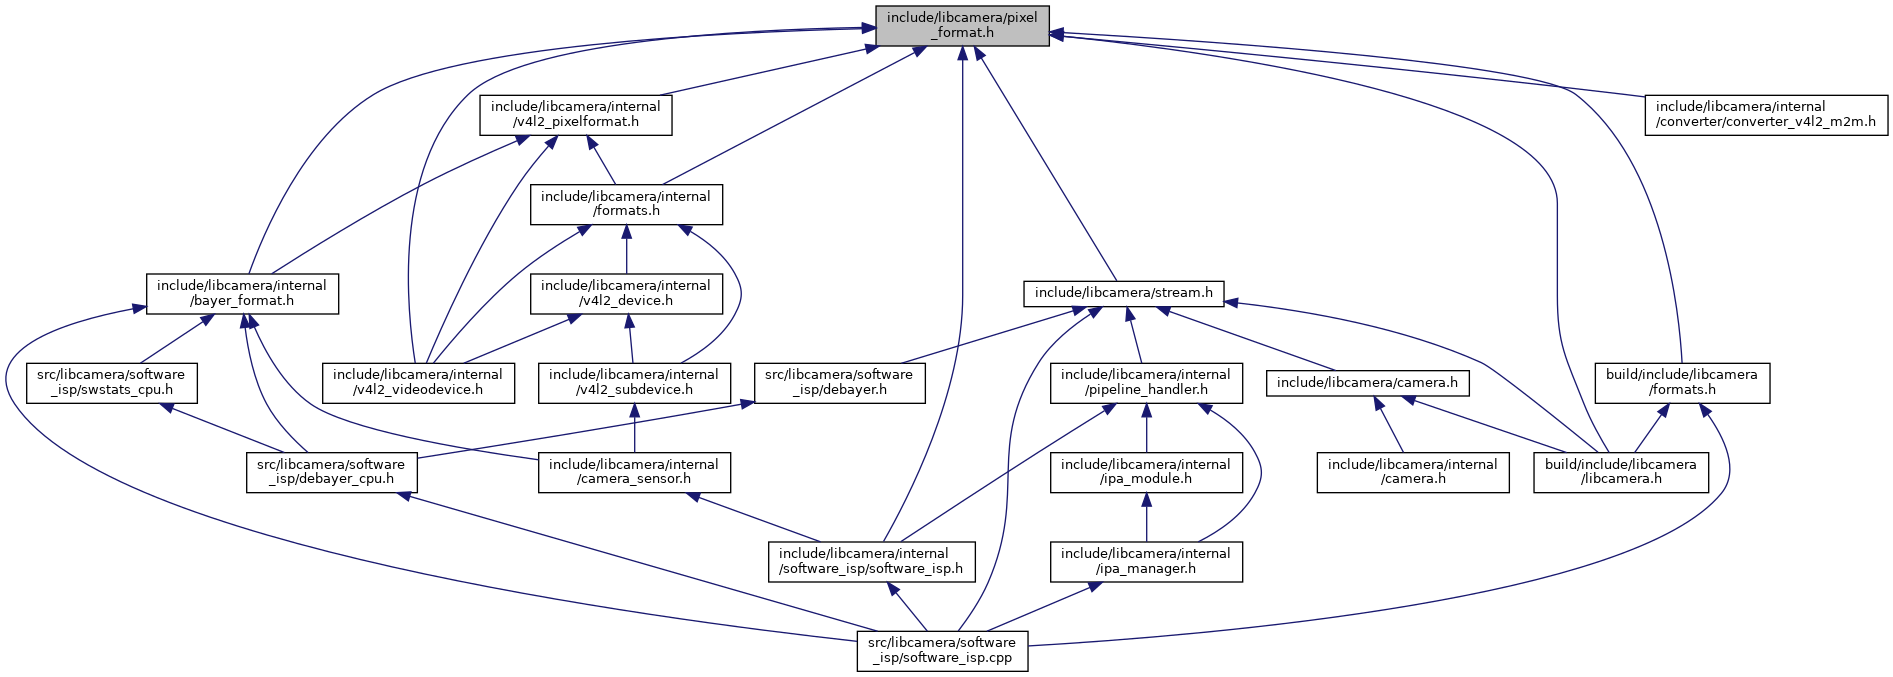 include/libcamera/pixel
_format.h
include/libcamera/internal
/v4l2_pixelformat.h
include/libcamera/internal
/converter/converter_v4l2_m2m.h
include/libcamera/internal
/formats.h
include/libcamera/internal
/bayer_format.h
include/libcamera/internal
/v4l2_device.h
include/libcamera/stream.h
src/libcamera/software
_isp/swstats_cpu.h
include/libcamera/internal
/v4l2_videodevice.h
include/libcamera/internal
/v4l2_subdevice.h
src/libcamera/software
_isp/debayer.h
include/libcamera/internal
/pipeline_handler.h
include/libcamera/camera.h
build/include/libcamera
/formats.h
src/libcamera/software
_isp/debayer_cpu.h
include/libcamera/internal
/camera_sensor.h
include/libcamera/internal
/ipa_module.h
include/libcamera/internal
/camera.h
build/include/libcamera
/libcamera.h
include/libcamera/internal
/software_isp/software_isp.h
include/libcamera/internal
/ipa_manager.h
src/libcamera/software
_isp/software_isp.cpp